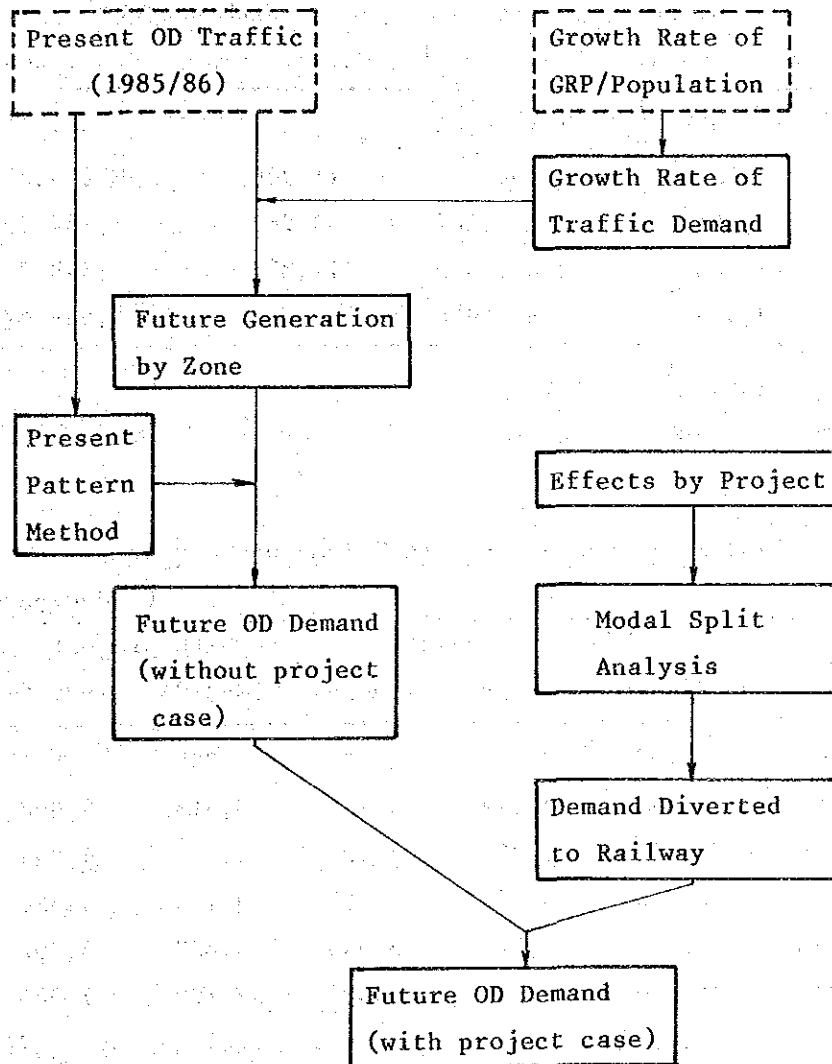 Present OD Traffic
(1985/86)
Growth Rate of
GRP/Population
Growth Rate of
Traffic Demand
Future Generation
by Zone
Present
Pattern
Method
Effects by Project
Future OD Demand
(without project
case)
Modal Split
Analysis
Demand Diverted
to Railway
Future OD Demand
(with project case)